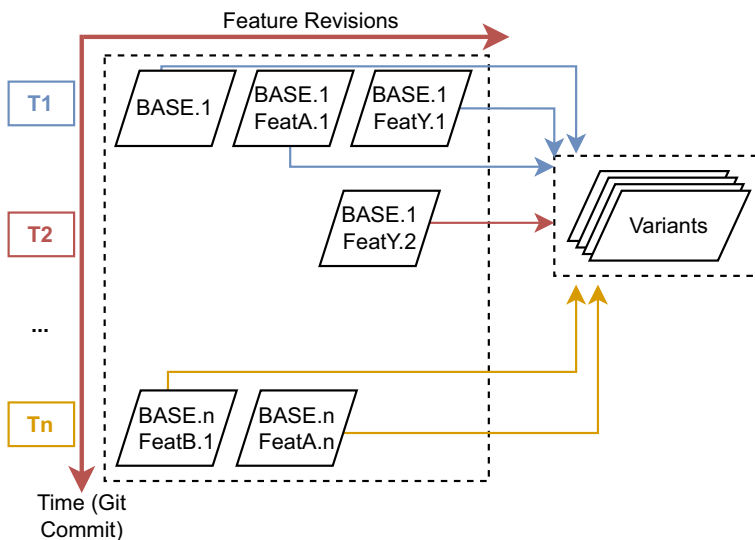 Feature Revisions
T1
BASE.1
BASE.1
FeatA.1
BASE.1
FeatY.1
T2
BASE.1
FeatY.2
Variants
...
Tn
BASE.n
FeatB.1
BASE.n
FeatA.n
Time (Git
Commit)